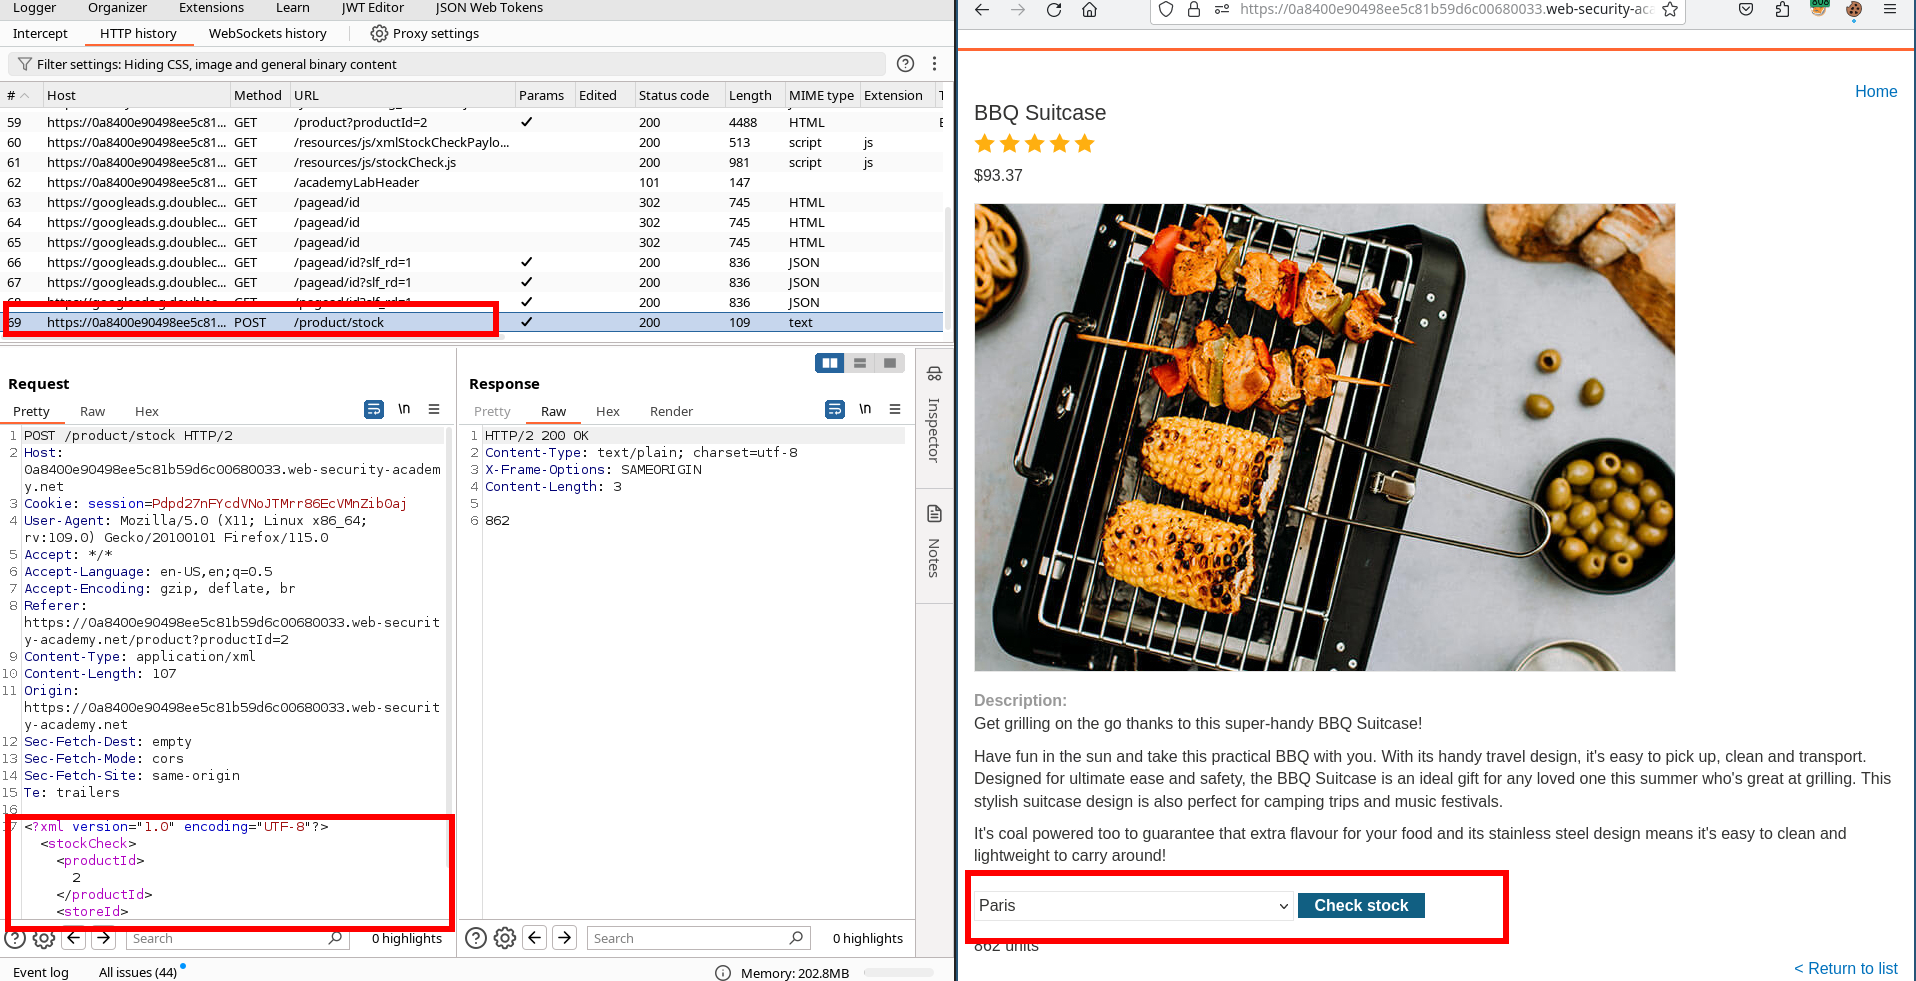 Logger Organizer Extensions Learn JWT Editor JSON Web Tokens
Intercept HTTP history WebSockets history Proxy settings
Filter settings: Hiding CSS, image and general binary content
# Host Method URL Params Edited Status code Length MIME type Extension T
59 https://0a8400e90498ee5c81... GET /product?productId=2 ✓ 200 4488 HTML
60 https://0a8400e90498ee5c81... GET /resources/js/xmlStockCheckPaylo... 200 513 script js
61 https://0a8400e90498ee5c81... GET /resources/js/stockCheck.js 200 981 script js
62 https://0a8400e90498ee5c81... GET /academyLabHeader 101 147
63 https://googleads.g.doublec... GET /pagead/id 302 745 HTML
64 https://googleads.g.doublec... GET /pagead/id 302 745 HTML
65 https://googleads.g.doublec... GET /pagead/id 302 745 HTML
66 https://googleads.g.doublec... GET /pagead/id?slf_rd=1 ✓ 200 836 JSON
67 https://googleads.g.doublec... GET /pagead/id?slf_rd=1 ✓ 200 836 JSON
68 https://googleads.g.doublec... GET /pagead/id?slf_rd=1 ✓ 200 836 JSON
69 https://0a8400e90498ee5c81... POST /product/stock ✓ 200 109 text
Request
Pretty Raw Hex \n
1 POST /product/stock HTTP/2
2 Host:
0a8400e90498ee5c81b59d6c00680033.web-security-academ
y.net
3 Cookie: session=Pdpd27nFYcdVNoJTMrr86EcVMnZib0aj
4 User-Agent: Mozilla/5.0 (X11; Linux x86_64;
rv:109.0) Gecko/20100101 Firefox/115.0
5 Accept: */*
6 Accept-Language: en-US,en;q=0.5
7 Accept-Encoding: gzip, deflate, br
8 Referer:
https://0a8400e90498ee5c81b59d6c00680033.web-securit
y-academy.net/product?productId=2
9 Content-Type: application/xml
10 Content-Length: 107
11 Origin:
https://0a8400e90498ee5c81b59d6c00680033.web-securit
y-academy.net
12 Sec-Fetch-Dest: empty
13 Sec-Fetch-Mode: cors
14 Sec-Fetch-Site: same-origin
15 Te: trailers
16
17 <?xml version="1.0" encoding="UTF-8"?>
<stockCheck>
<productId>
2
</productId>
<storeId>
Search 0 highlights
Response
Pretty Raw Hex Render \n
1 HTTP/2 200 OK
2 Content-Type: text/plain; charset=utf-8
3 X-Frame-Options: SAMEORIGIN
4 Content-Length: 3
5
6 862
Search 0 highlights
Inspector
Notes
Event log All issues (44) Memory: 202.8MB
https://0a8400e90498ee5c81b59d6c00680033.web-security-aca
Home
BBQ Suitcase
$93.37
Description:
Get grilling on the go thanks to this super-handy BBQ Suitcase!
Have fun in the sun and take this practical BBQ with you. With its handy travel design, it's easy to pick up, clean and transport.
Designed for ultimate ease and safety, the BBQ Suitcase is an ideal gift for any loved one this summer who's great at grilling. This
stylish suitcase design is also perfect for camping trips and music festivals.
It's coal powered too to guarantee that extra flavour for your food and its stainless steel design means it's easy to clean and
lightweight to carry around!
Paris Check stock
862 units
< Return to list